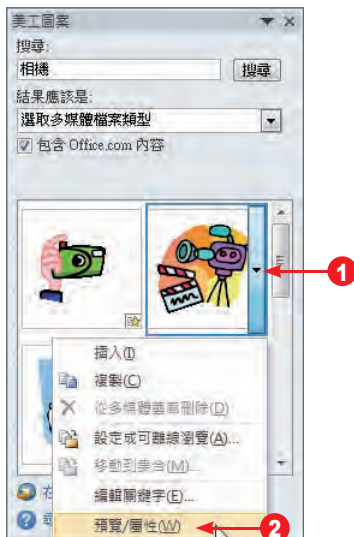 美工圖案
搜尋:
相機
搜尋
結果應該是:
選取多媒體檔案類型
包含 Office.com 內容
1
插入(I)
複製(C)
從多媒體藝廊刪除(D)
設定成可離線瀏覽(A)...
移動到集合(M)...
在
編輯關鍵字(E)...
尋
預覽/屬性(W)
2